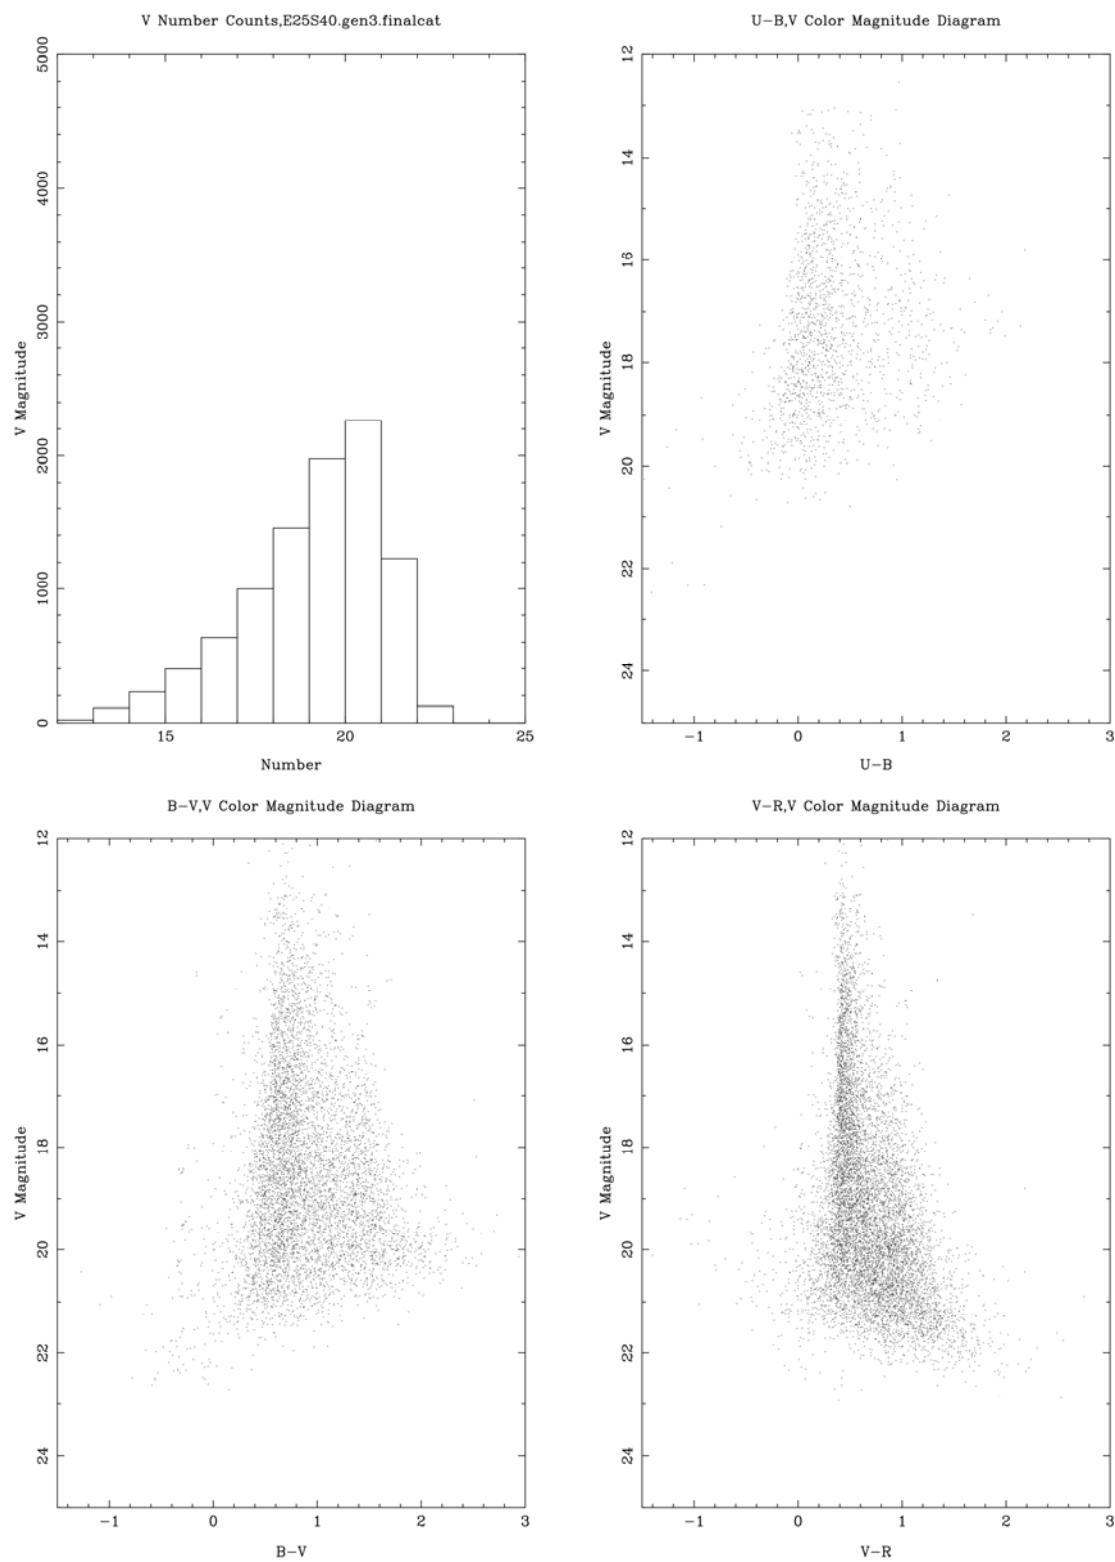 V Number Counts,E25S40.gen3.finalcat
5000
4000
3000
2000
1000
0
V Magnitude
15 20 25
Number
U-B,V Color Magnitude Diagram
12
14
16
18
20
22
24
V Magnitude
-1 0 1 2 3
U-B
B-V,V Color Magnitude Diagram
12
14
16
18
20
22
24
V Magnitude
-1 0 1 2 3
B-V
V-R,V Color Magnitude Diagram
12
14
16
18
20
22
24
V Magnitude
-1 0 1 2 3
V-R